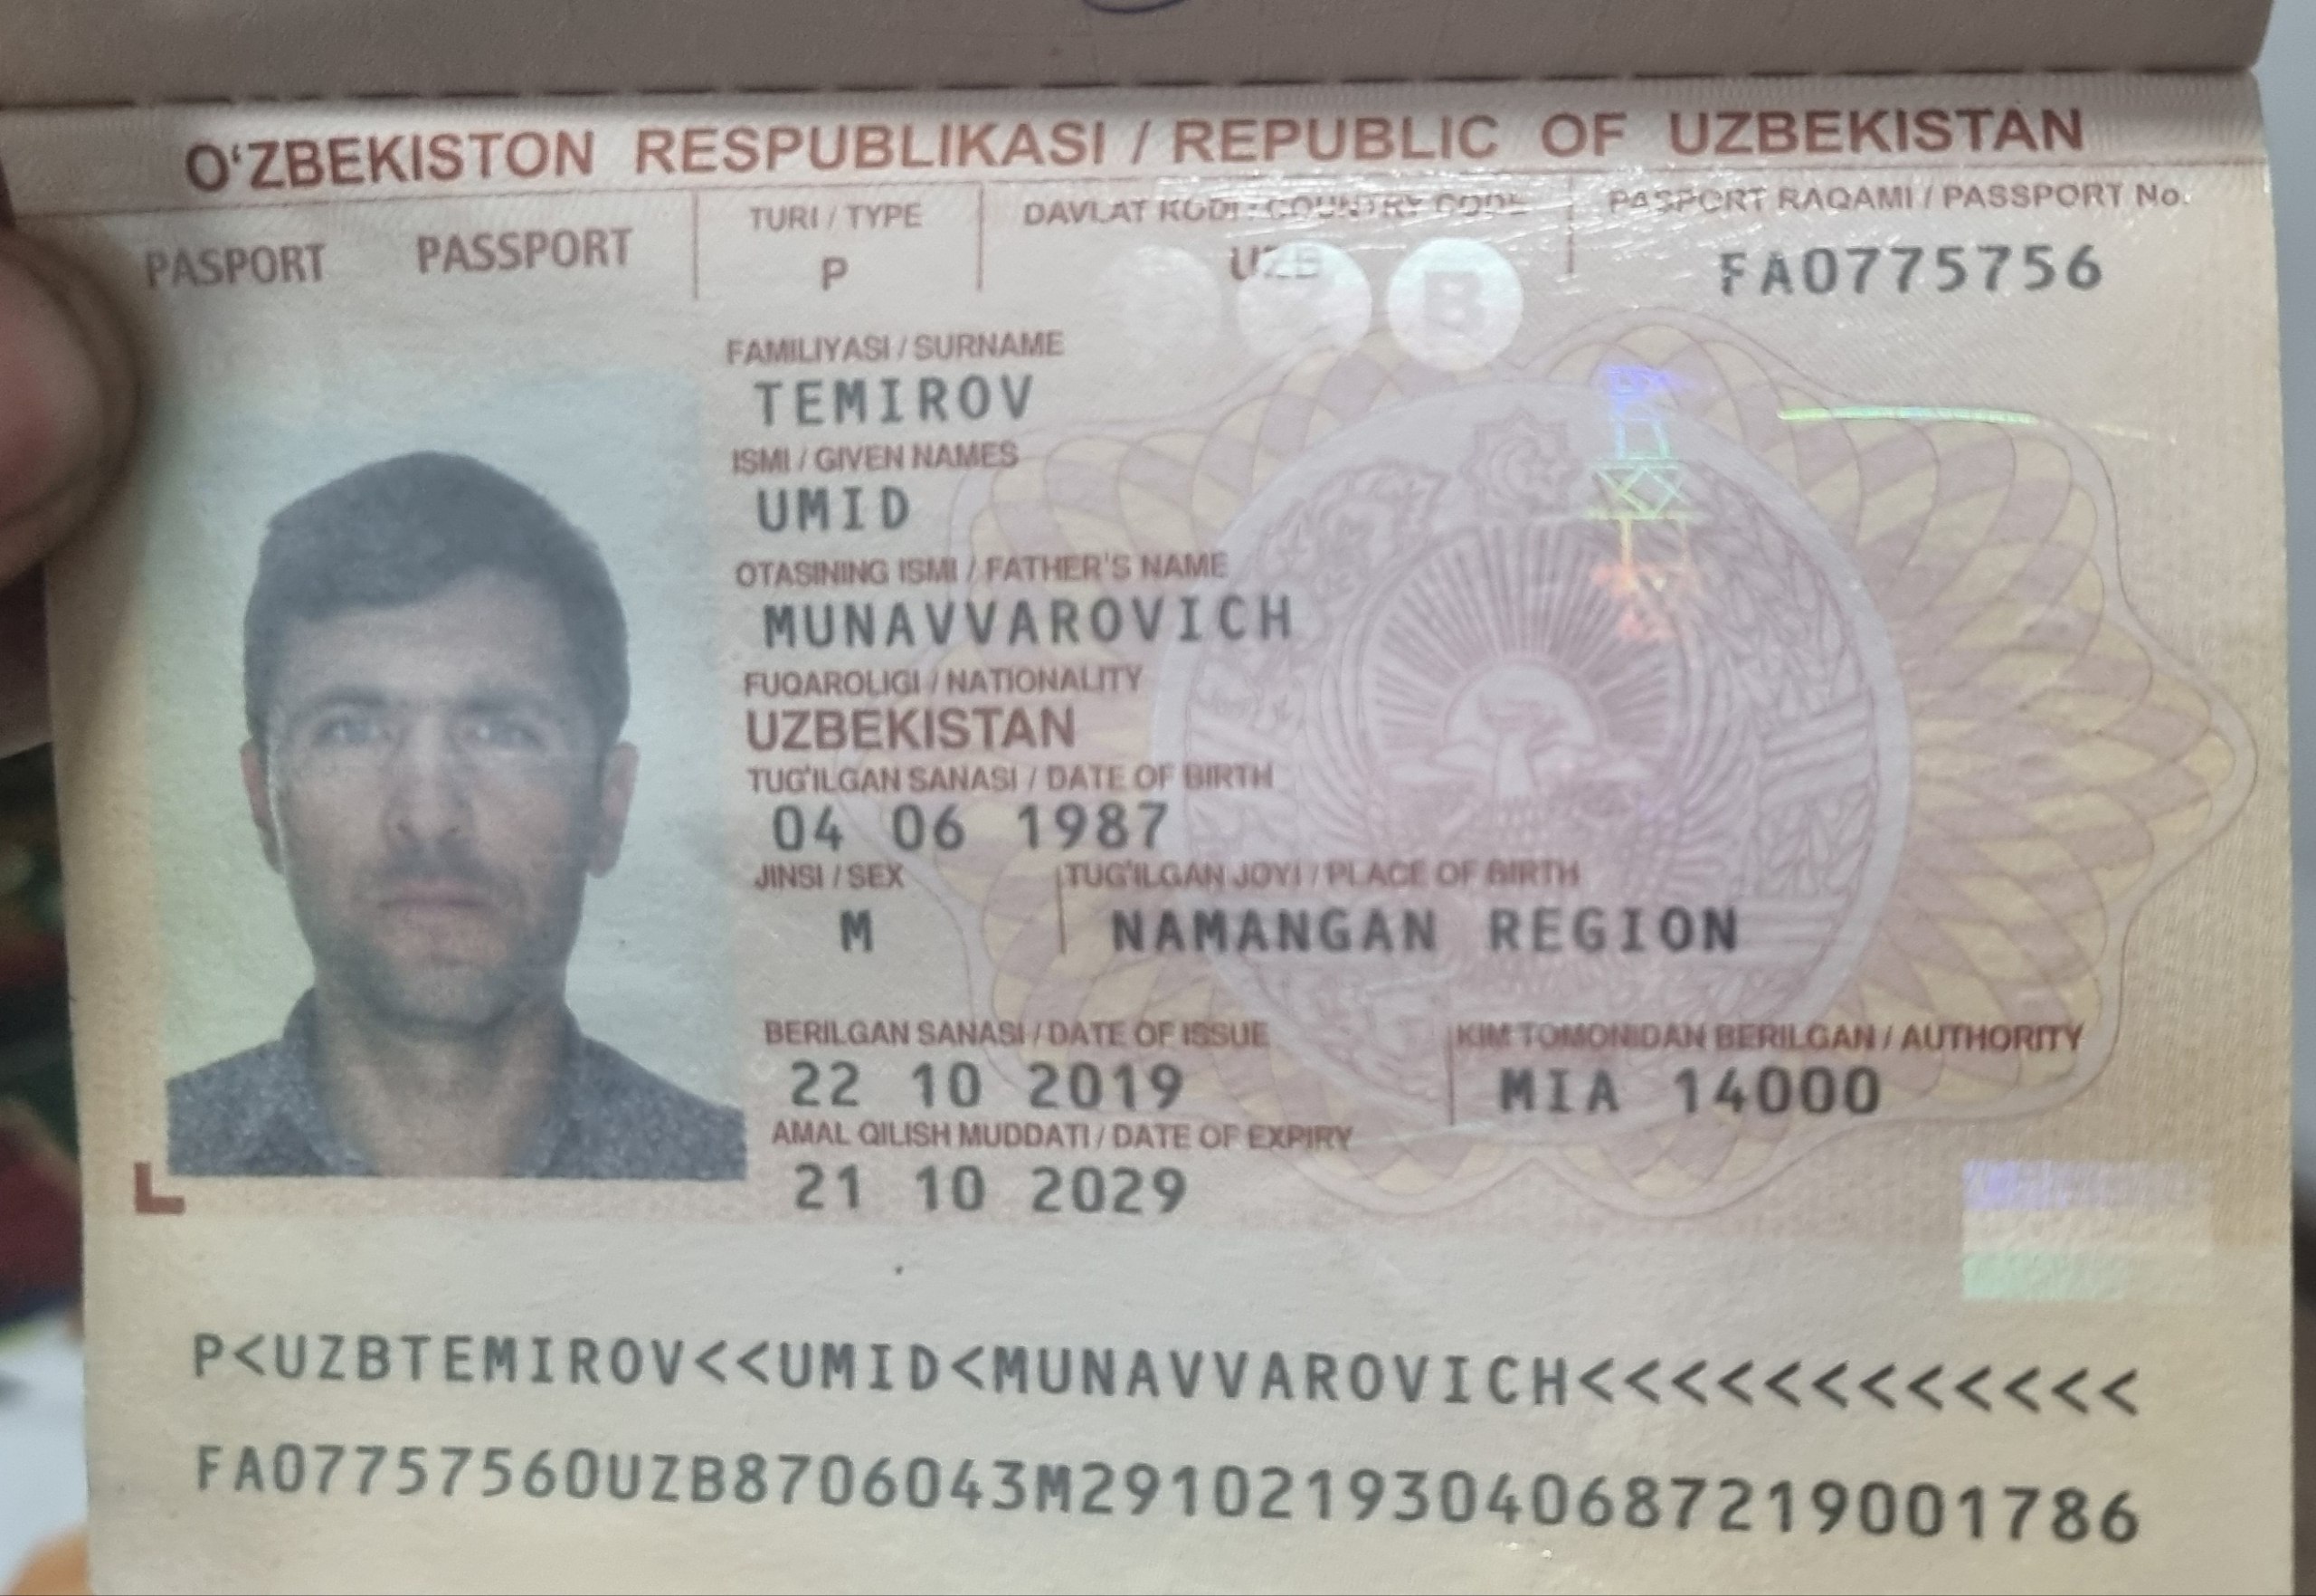 O‘ZBEKISTON RESPUBLIKASI / REPUBLIC OF UZBEKISTAN
PASPORT PASSPORT
TURI / TYPE
P
DAVLAT KODI / COUNTRY CODE
UZB
PASPORT RAQAMI / PASSPORT No.
FA0775756
B
FAMILIYASI / SURNAME
TEMIROV
ISMI / GIVEN NAMES
UMID
OTASINING ISMI / FATHER'S NAME
MUNAVVAROVICH
FUQAROLIGI / NATIONALITY
UZBEKISTAN
TUG'ILGAN SANASI / DATE OF BIRTH
04 06 1987
JINSI / SEX
M
TUG'ILGAN JOYI / PLACE OF BIRTH
NAMANGAN REGION
BERILGAN SANASI / DATE OF ISSUE
22 10 2019
KIM TOMONIDAN BERILGAN / AUTHORITY
MIA 14000
AMAL QILISH MUDDATI / DATE OF EXPIRY
21 10 2029
P<UZBTEMIROV<<UMID<MUNAVVAROVICH<<<<<<<<<<<<
FA07757560UZB8706043M29102193040687219001786